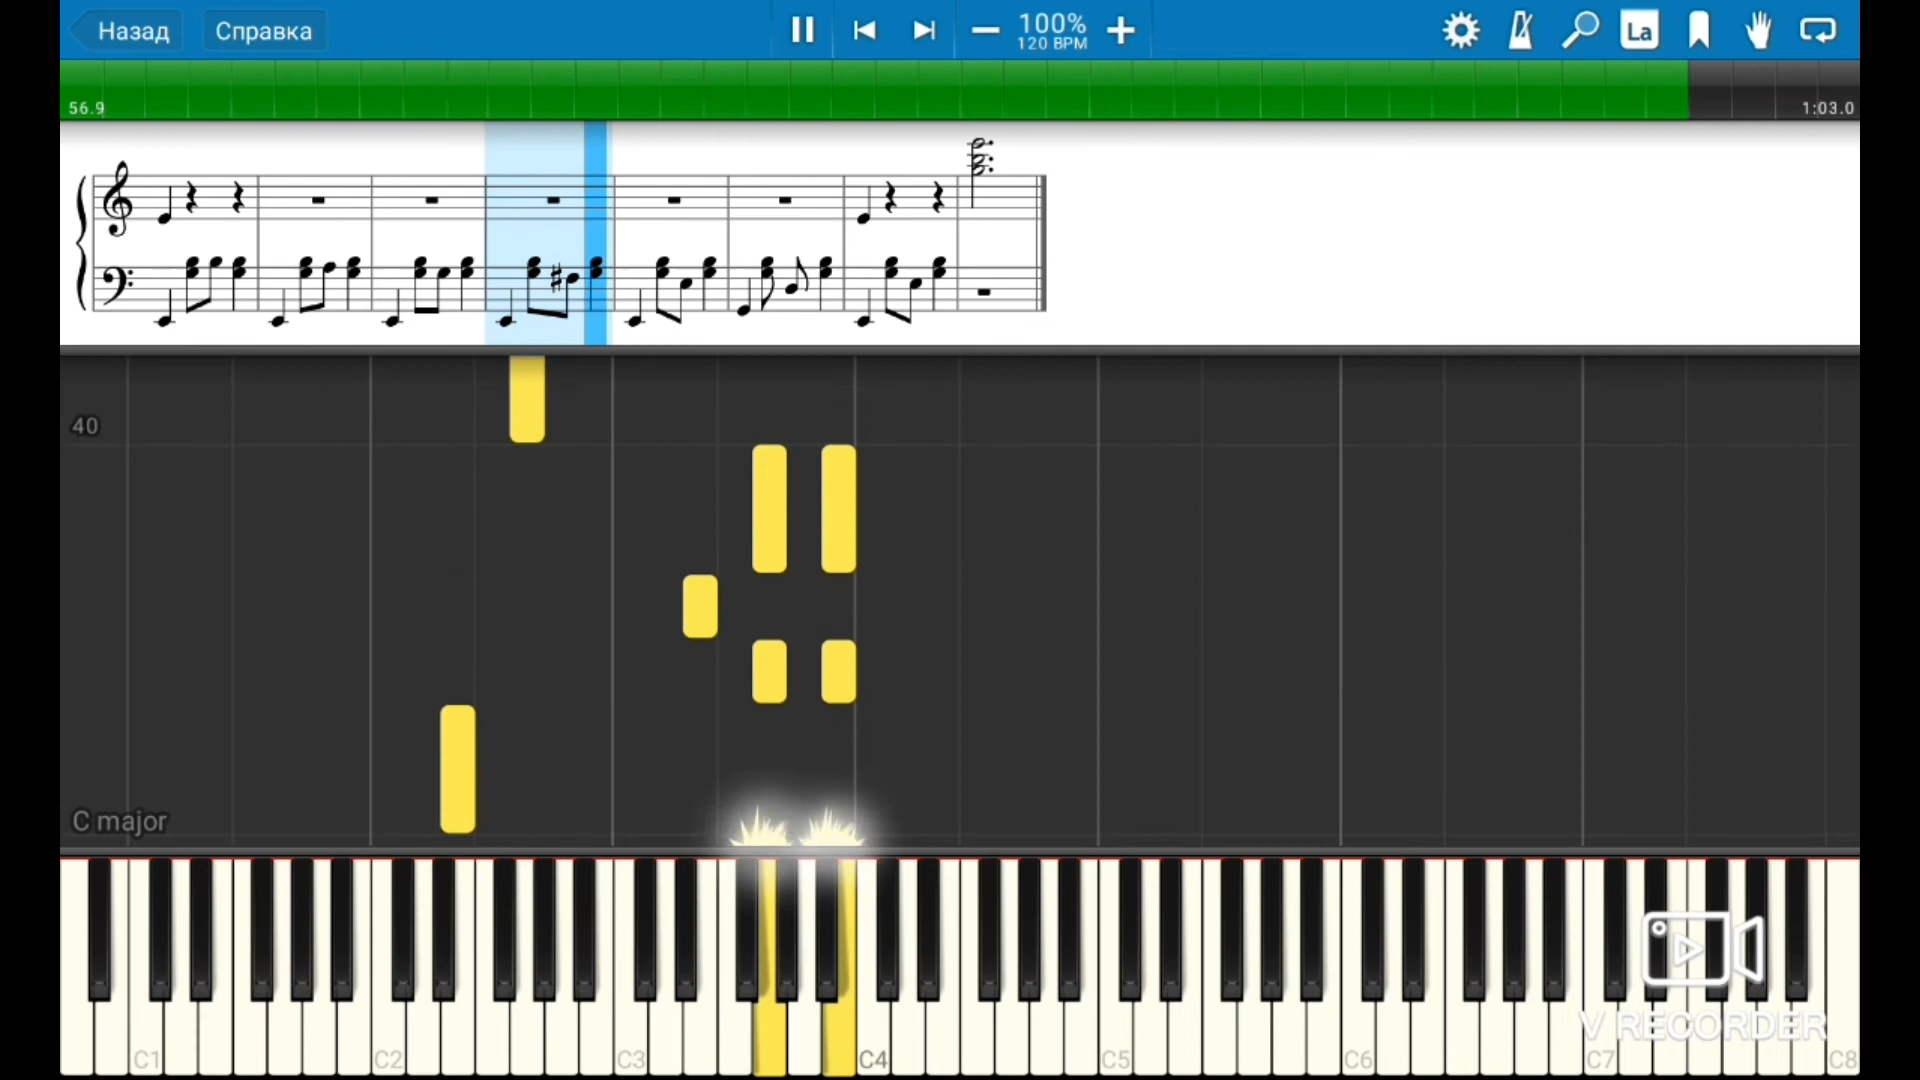 Назад
Справка
100%
120 BPM
La
56.9
1:03.0
40
C major
C1
C2
C3
C4
C5
C6
C7
C8
V RECORDER